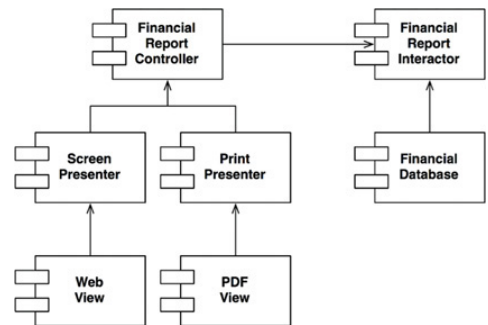 Financial
Report
Controller
Financial
Report
Interactor
Screen
Presenter
Print
Presenter
Financial
Database
Web
View
PDF
View